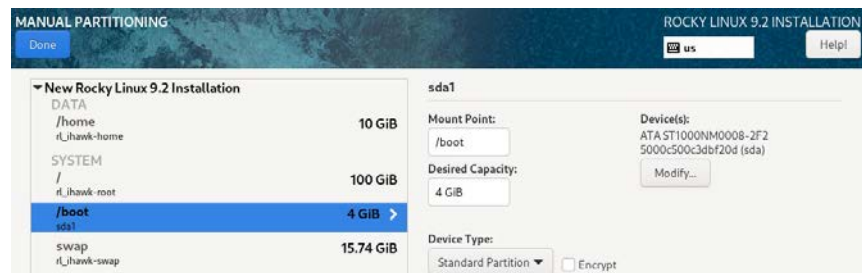 MANUAL PARTITIONING
ROCKY LINUX 9.2 INSTALLATION
Done
us
Help!
New Rocky Linux 9.2 Installation
DATA
/home
10 GiB
rl_ihawk-home
SYSTEM
/
100 GiB
rl_ihawk-root
/boot
4 GiB
sda1
swap
15.74 GiB
rl_ihawk-swap
sda1
Mount Point:
/boot
Desired Capacity:
4 GiB
Device(s):
ATA ST1000NM0008-2F2
5000c500c3dbf20d (sda)
Modify...
Device Type:
Standard Partition
Encrypt